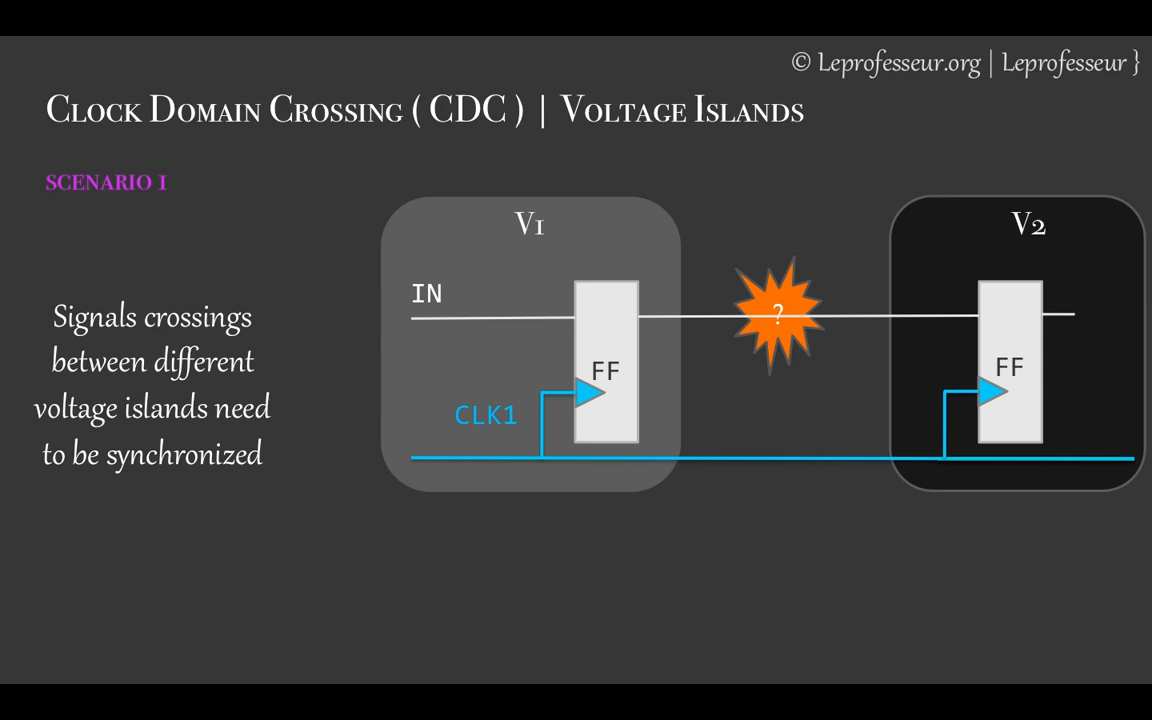 © Leprofesseur.org | Leprofesseur }
Clock Domain Crossing ( CDC ) | Voltage Islands
SCENARIO 1
V1
V2
IN
?
Signals crossings
between different
voltage islands need
to be synchronized
FF
FF
CLK1